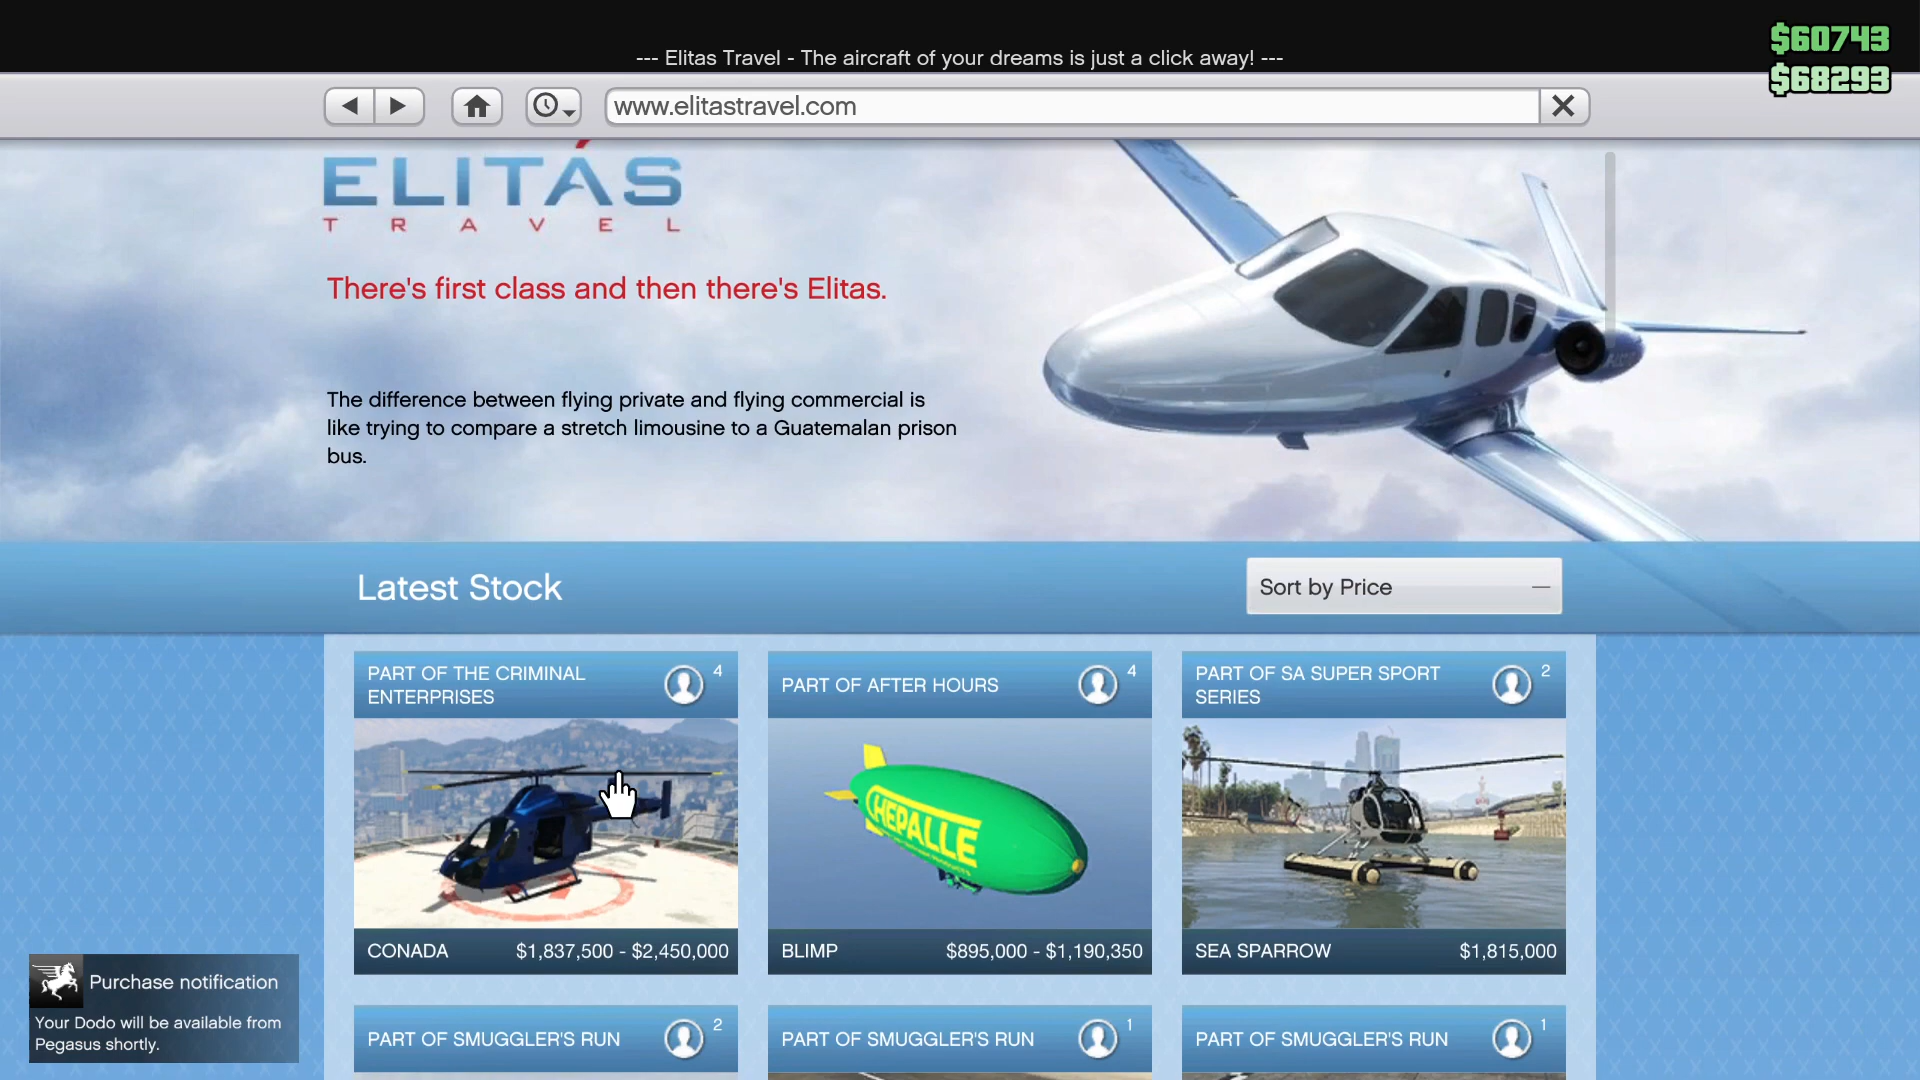 --- Elitas Travel - The aircraft of your dreams is just a click away! ---
$60743
$68293
www.elitastravel.com
ELITÁS
TRAVEL
There's first class and then there's Elitas.
The difference between flying private and flying commercial is
like trying to compare a stretch limousine to a Guatemalan prison
bus.
Latest Stock
Sort by Price
PART OF THE CRIMINAL
ENTERPRISES
4
PART OF AFTER HOURS
4
PART OF SA SUPER SPORT
SERIES
2
CHEPALLE
CONADA $1,837,500 - $2,450,000
BLIMP $895,000 - $1,190,350
SEA SPARROW $1,815,000
PART OF SMUGGLER'S RUN
2
PART OF SMUGGLER'S RUN
1
PART OF SMUGGLER'S RUN
1
Purchase notification
Your Dodo will be available from
Pegasus shortly.